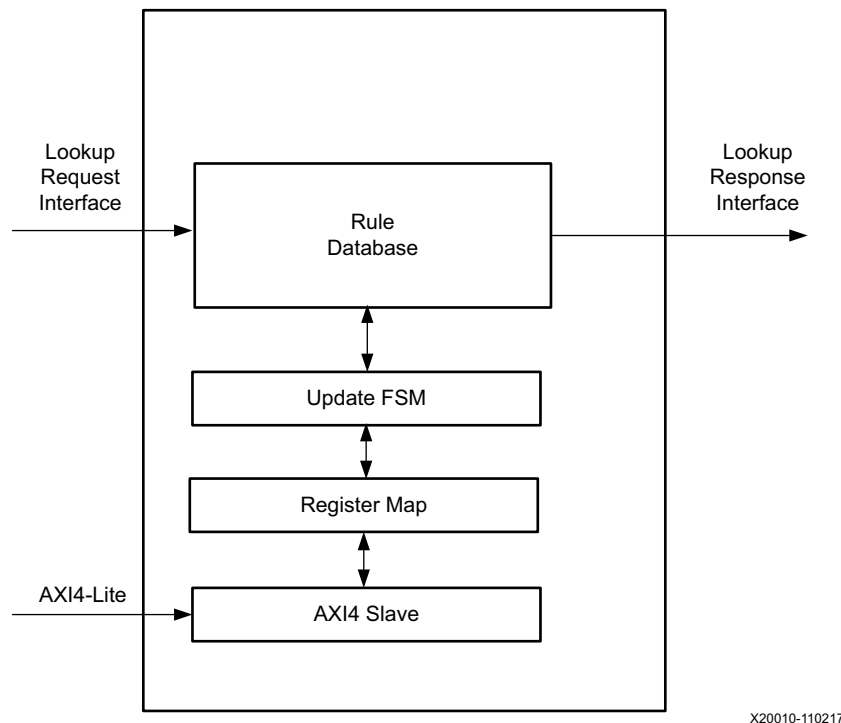 Lookup
Request
Interface
Lookup
Response
Interface
Rule
Database
Update FSM
Register Map
AXI4-Lite
AXI4 Slave
X20010-110217